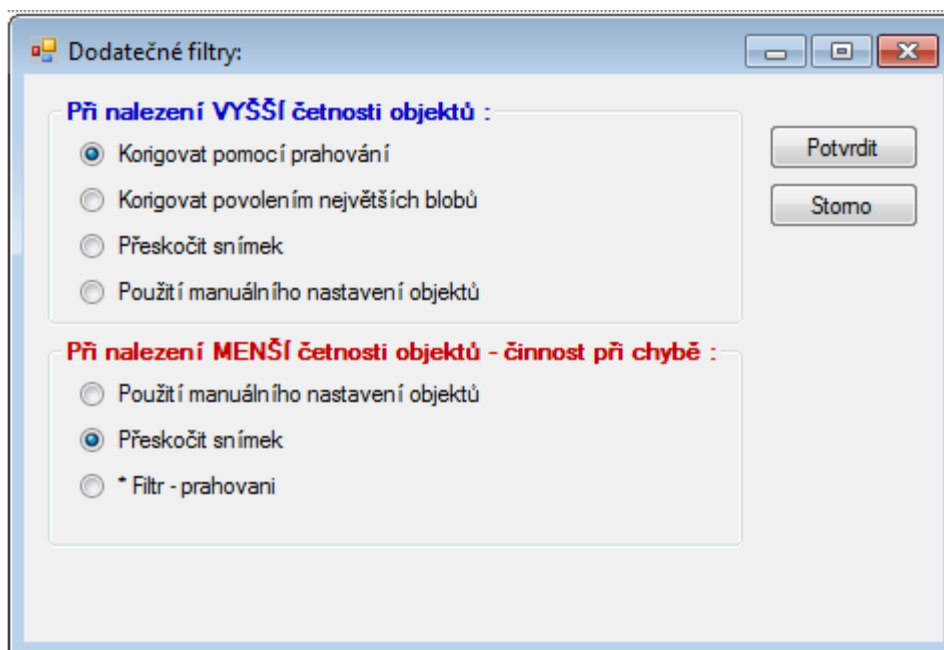 Dodatečné filtry:
Při nalezení VYŠŠÍ četnosti objektů :
Korigovat pomocí prahování
Korigovat povolením největších blobů
Přeskočit snímek
Použití manuálního nastavení objektů
Potvrdit
Storno
Při nalezení MENŠÍ četnosti objektů - činnost při chybě :
Použití manuálního nastavení objektů
Přeskočit snímek
* Filtr - prahovani